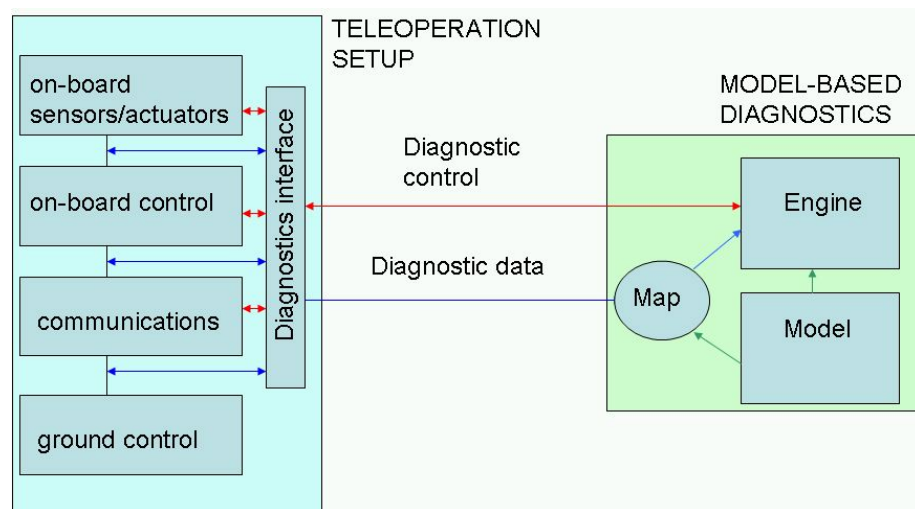 TELEOPERATION
SETUP
on-board
sensors/actuators
on-board control
communications
ground control
Diagnostics interface
Diagnostic
control
Diagnostic data
MODEL-BASED
DIAGNOSTICS
Engine
Map
Model